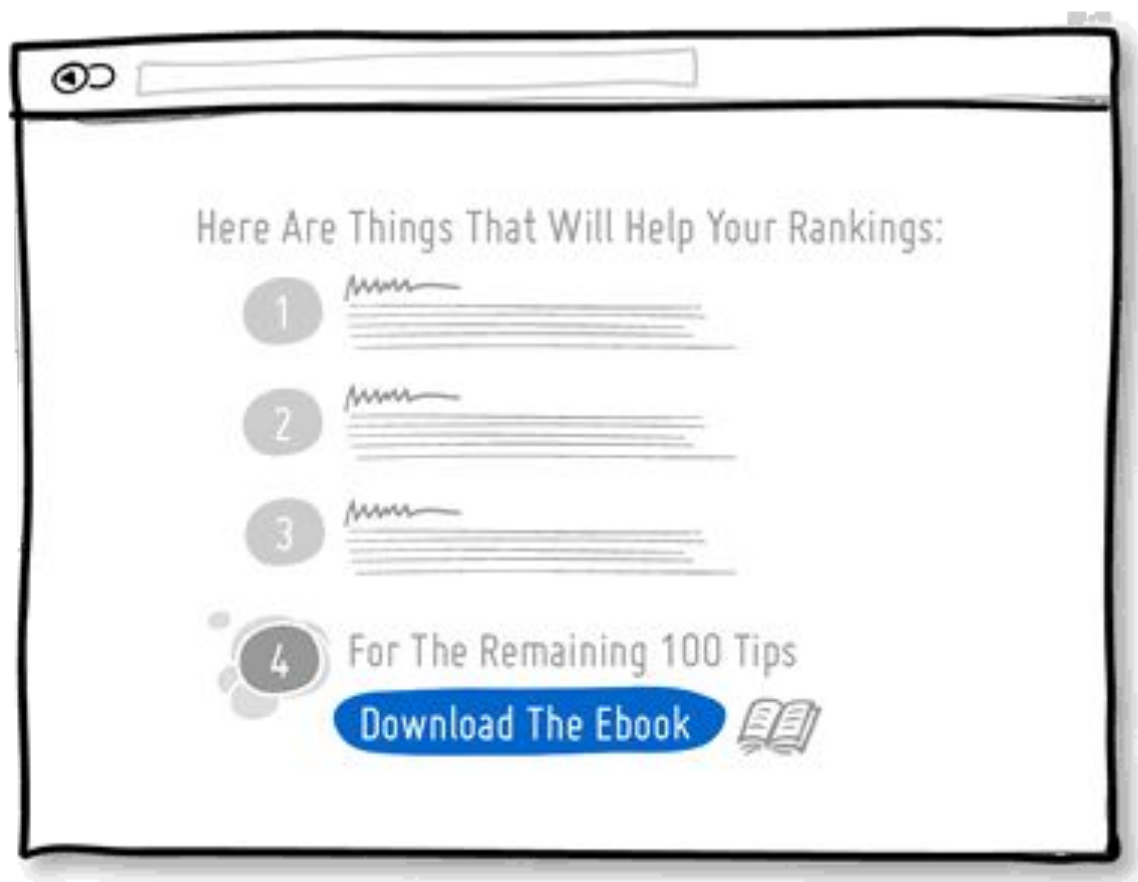 Here Are Things That Will Help Your Rankings:
1
2
3
4 For The Remaining 100 Tips
Download The Ebook